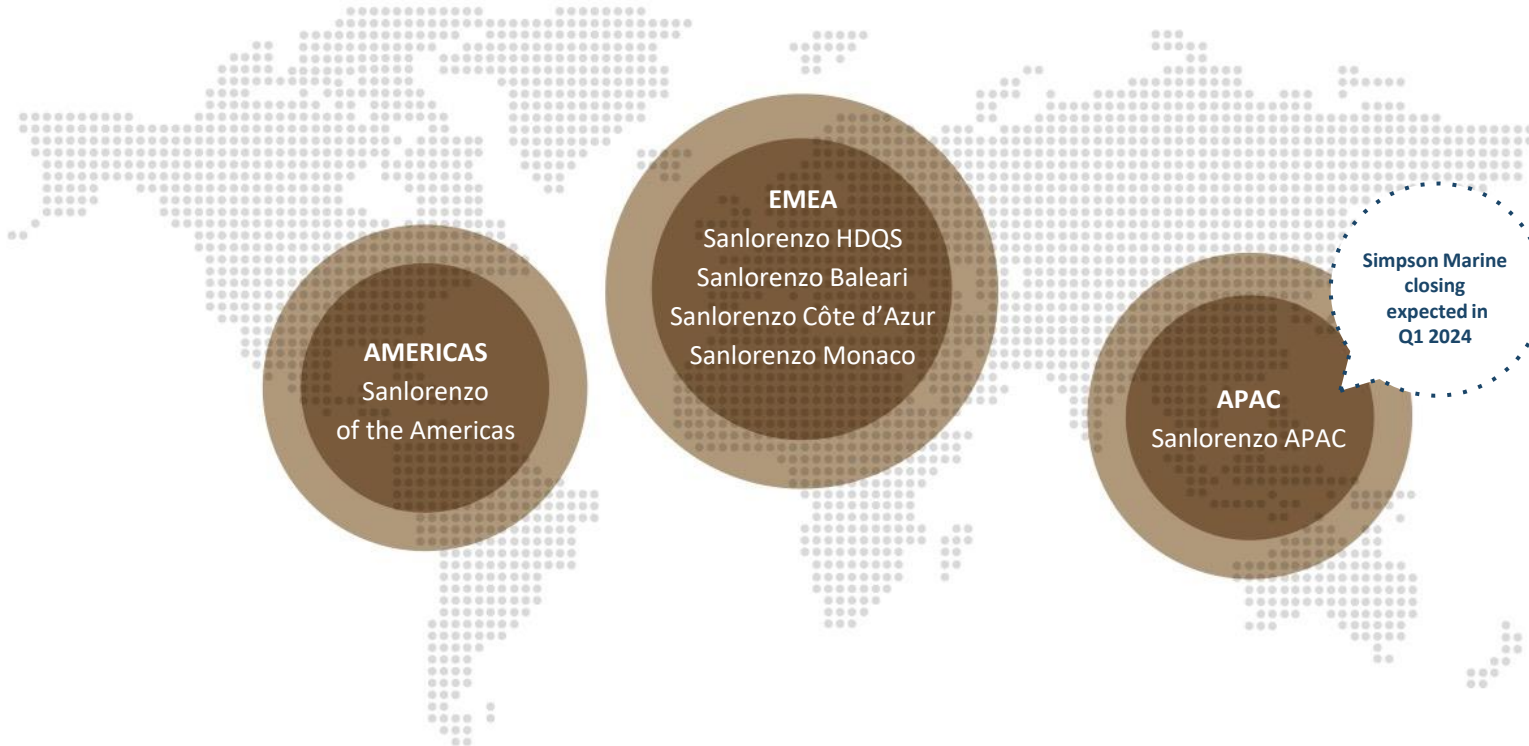 AMERICAS
Sanlorenzo
of the Americas
EMEA
Sanlorenzo HDQS
Sanlorenzo Baleari
Sanlorenzo Côte d’Azur
Sanlorenzo Monaco
APAC
Sanlorenzo APAC
Simpson Marine
closing
expected in
Q1 2024